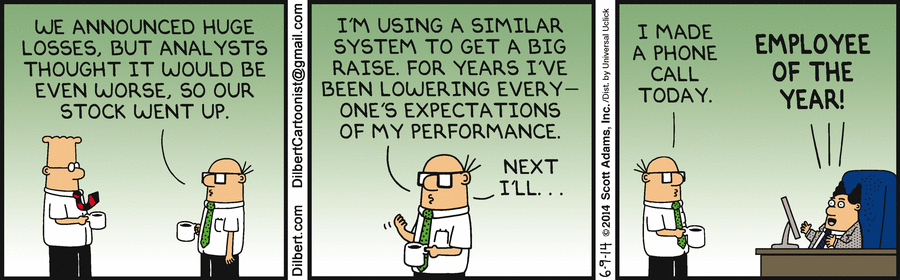 WE ANNOUNCED HUGE
LOSSES, BUT ANALYSTS
THOUGHT IT WOULD BE
EVEN WORSE, SO OUR
STOCK WENT UP.
Dilbert.com DilbertCartoonist@gmail.com
I'M USING A SIMILAR
SYSTEM TO GET A BIG
RAISE. FOR YEARS I'VE
BEEN LOWERING EVERY—
ONE'S EXPECTATIONS
OF MY PERFORMANCE.
NEXT
I'LL. . .
6-9-14 ©2014 Scott Adams, Inc. /Dist. by Universal Uclick
I MADE
A PHONE
CALL
TODAY.
EMPLOYEE
OF THE
YEAR!